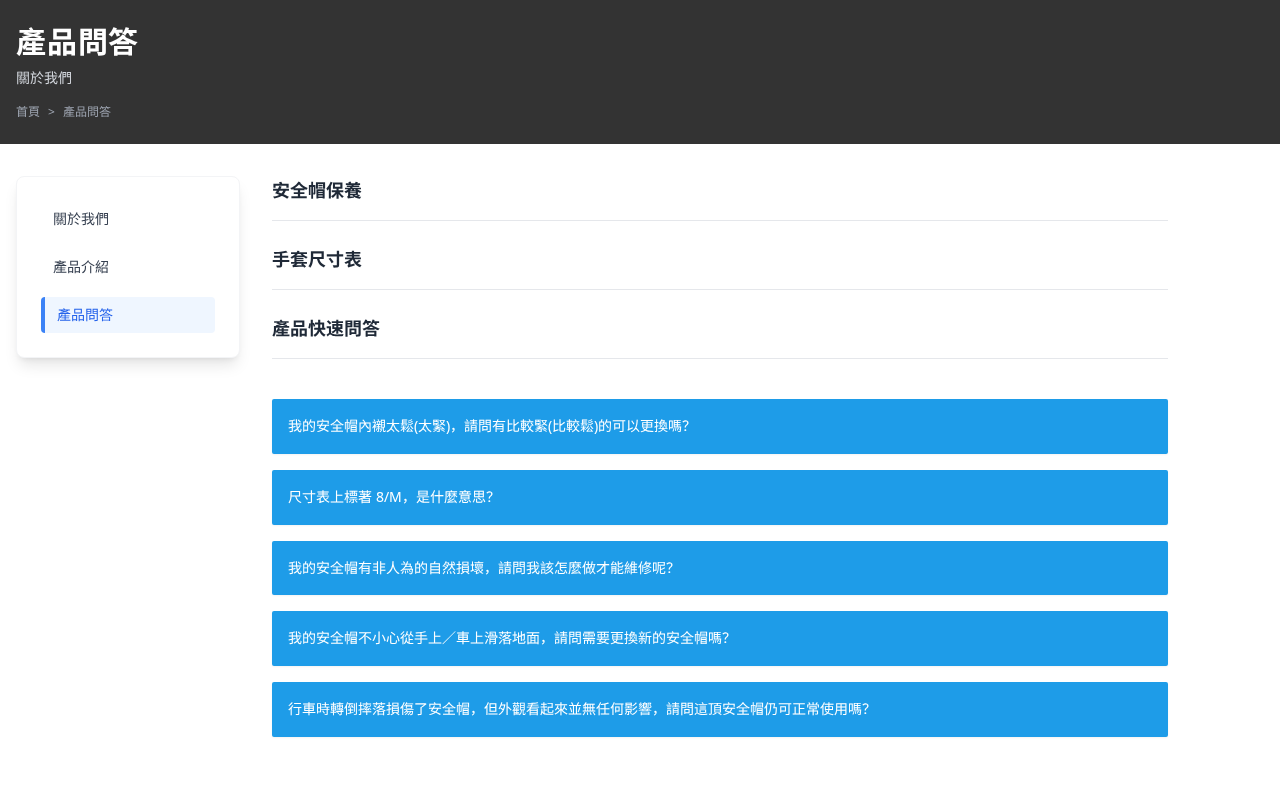 產品問答
關於我們
首頁 > 產品問答
關於我們
產品介紹
產品問答
安全帽保養
手套尺寸表
產品快速問答
我的安全帽內襯太鬆(太緊)，請問有比較緊(比較鬆)的可以更換嗎？
尺寸表上標著 8/M，是什麼意思？
我的安全帽有非人為的自然損壞，請問我該怎麼做才能維修呢？
我的安全帽不小心從手上／車上滑落地面，請問需要更換新的安全帽嗎？
行車時轉倒摔落損傷了安全帽，但外觀看起來並無任何影響，請問這頂安全帽仍可正常使用嗎？